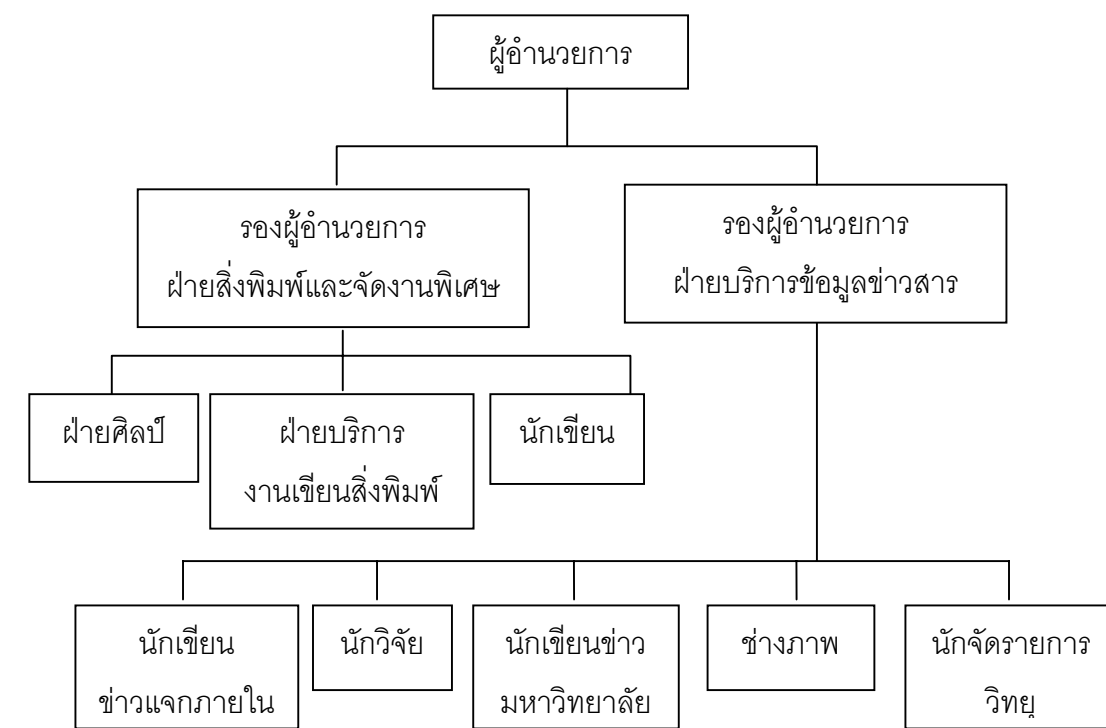 ผู้อำนวยการ
รองผู้อำนวยการ
ฝ่ายสิ่งพิมพ์และจัดงานพิเศษ
รองผู้อำนวยการ
ฝ่ายบริการข้อมูลข่าวสาร
ฝ่ายศิลป์
ฝ่ายบริการ
งานเขียนสิ่งพิมพ์
นักเขียน
นักเขียน
ข่าวแจกภายใน
นักวิจัย
นักเขียนข่าว
มหาวิทยาลัย
ช่างภาพ
นักจัดรายการ
วิทยุ